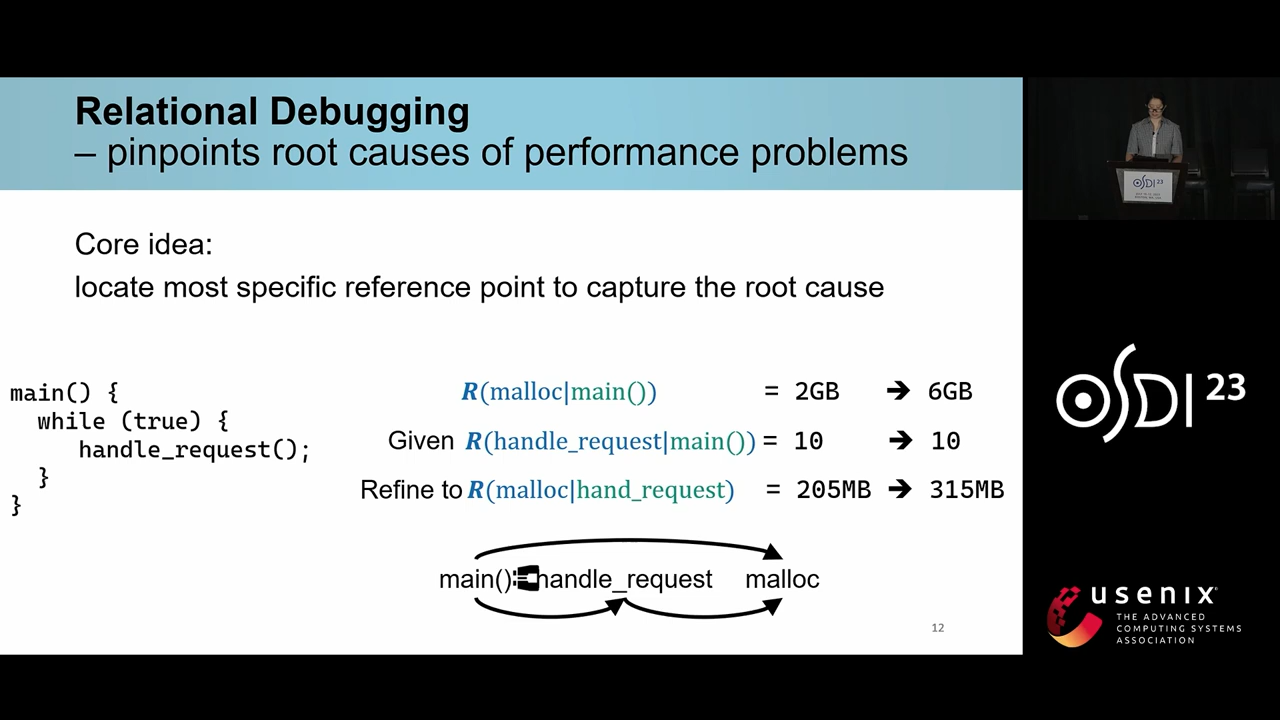 Relational Debugging
– pinpoints root causes of performance problems
Core idea:
locate most specific reference point to capture the root cause
main() {
while (true) {
handle_request();
}
}
R(malloc|main()) = 2GB ➔ 6GB
Given R(handle_request|main()) = 10 ➔ 10
Refine to R(malloc|hand_request) = 205MB ➔ 315MB
main() handle_request malloc
12
OSDI 23
OSDI 23
usenix
THE ADVANCED
COMPUTING SYSTEMS
ASSOCIATION